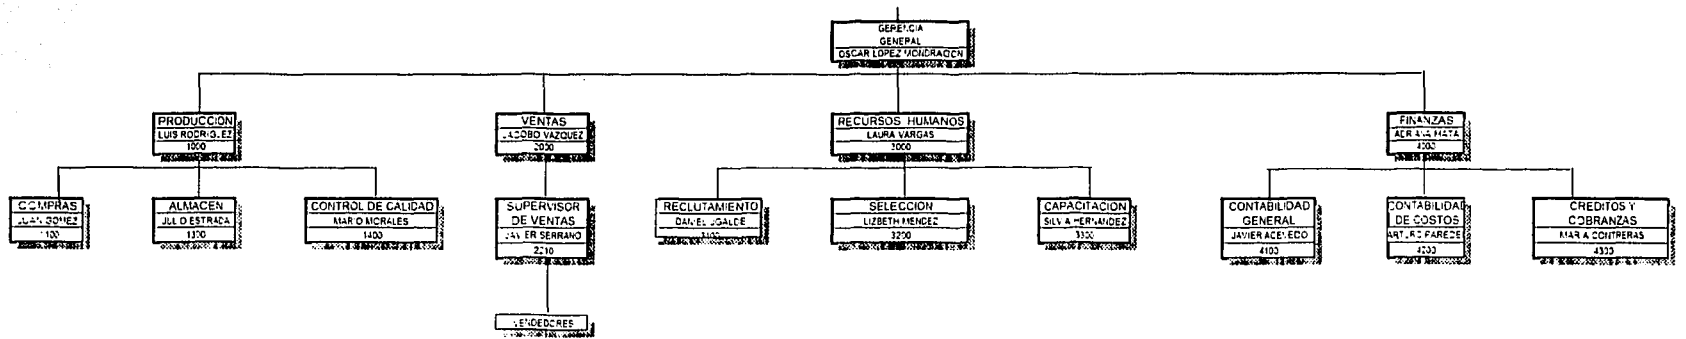 GERENCIA
GENERAL
OSCAR LOPEZ MONDRAGON
PRODUCCION
LUIS RODRIGUEZ
1000
VENTAS
JACOBO VAZQUEZ
2000
RECURSOS HUMANOS
LAURA VARGAS
3000
FINANZAS
ADRIANA MATA
4000
COMPRAS
JUAN GOMEZ
1100
ALMACEN
JULIO ESTRADA
1300
CONTROL DE CALIDAD
MARIO MORALES
1400
SUPERVISOR
DE VENTAS
JAVIER SERRANO
2210
VENDEDORES
RECLUTAMIENTO
DANIEL UGALDE
3100
SELECCION
LIZBETH MENDEZ
3200
CAPACITACION
SILVIA HERNANDEZ
3300
CONTABILIDAD
GENERAL
JAVIER ACEVEDO
4100
CONTABILIDAD
DE COSTOS
ARTURO PAREDES
4200
CREDITOS Y
COBRANZAS
MARIA CONTRERAS
4300